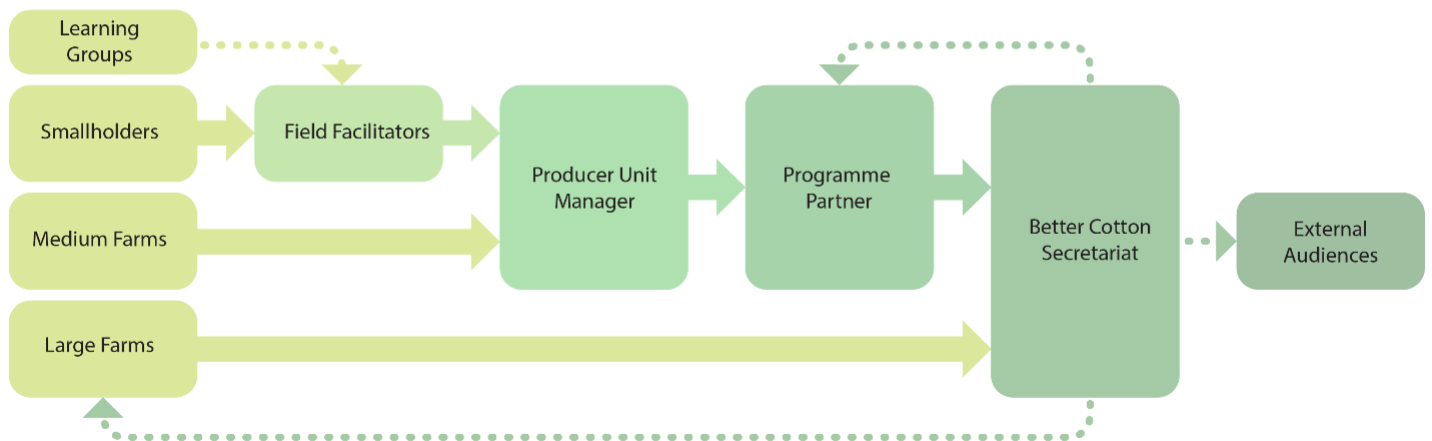 Learning
Groups
Smallholders
Field Facilitators
Producer Unit
Manager
Programme
Partner
Medium Farms
Better Cotton
Secretariat
External
Audiences
Large Farms